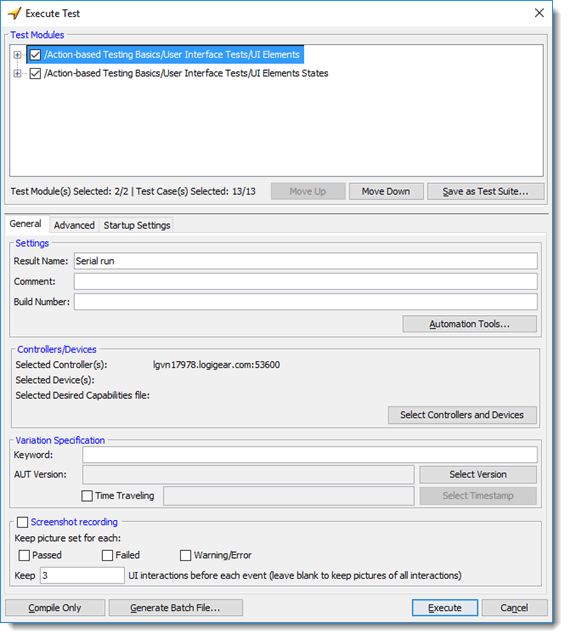 Execute Test
Test Modules
/Action-based Testing Basics/User Interface Tests/UI Elements
/Action-based Testing Basics/User Interface Tests/UI Elements States
Test Module(s) Selected: 2/2 | Test Case(s) Selected: 13/13 Move Up Move Down Save as Test Suite...
General Advanced Startup Settings
Settings
Result Name: Serial run
Comment:
Build Number:
Automation Tools...
Controllers/Devices
Selected Controller(s): lgvn17978.logigear.com:53600
Selected Device(s):
Selected Desired Capabilities file:
Select Controllers and Devices
Variation Specification
Keyword:
AUT Version: Select Version
Time Traveling Select Timestamp
Screenshot recording
Keep picture set for each:
Passed Failed Warning/Error
Keep 3 UI interactions before each event (leave blank to keep pictures of all interactions)
Compile Only Generate Batch File... Execute Cancel